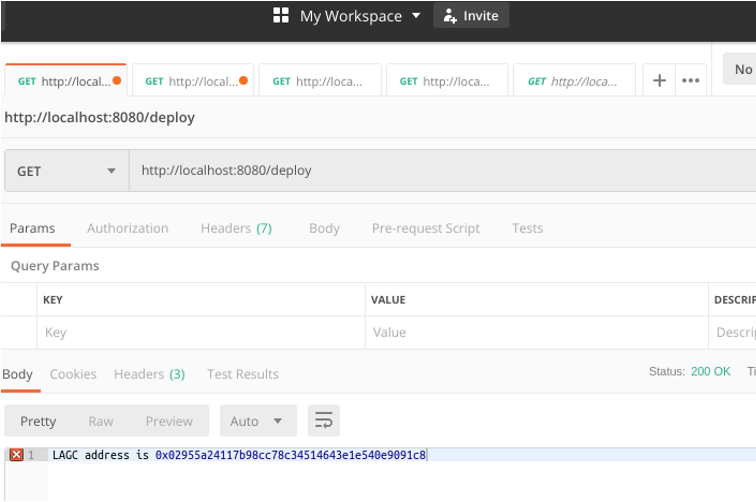 My Workspace Invite
GET http://local... GET http://local... GET http://loca... GET http://loca... GET http://loca... + ••• No
http://localhost:8080/deploy
GET http://localhost:8080/deploy
Params Authorization Headers (7) Body Pre-request Script Tests
Query Params
KEY VALUE DESCRIP
Key Value Descri
Body Cookies Headers (3) Test Results Status: 200 OK Ti
Pretty Raw Preview Auto
1 LAGC address is 0x02955a24117b98cc78c34514643e1e540e9091c8